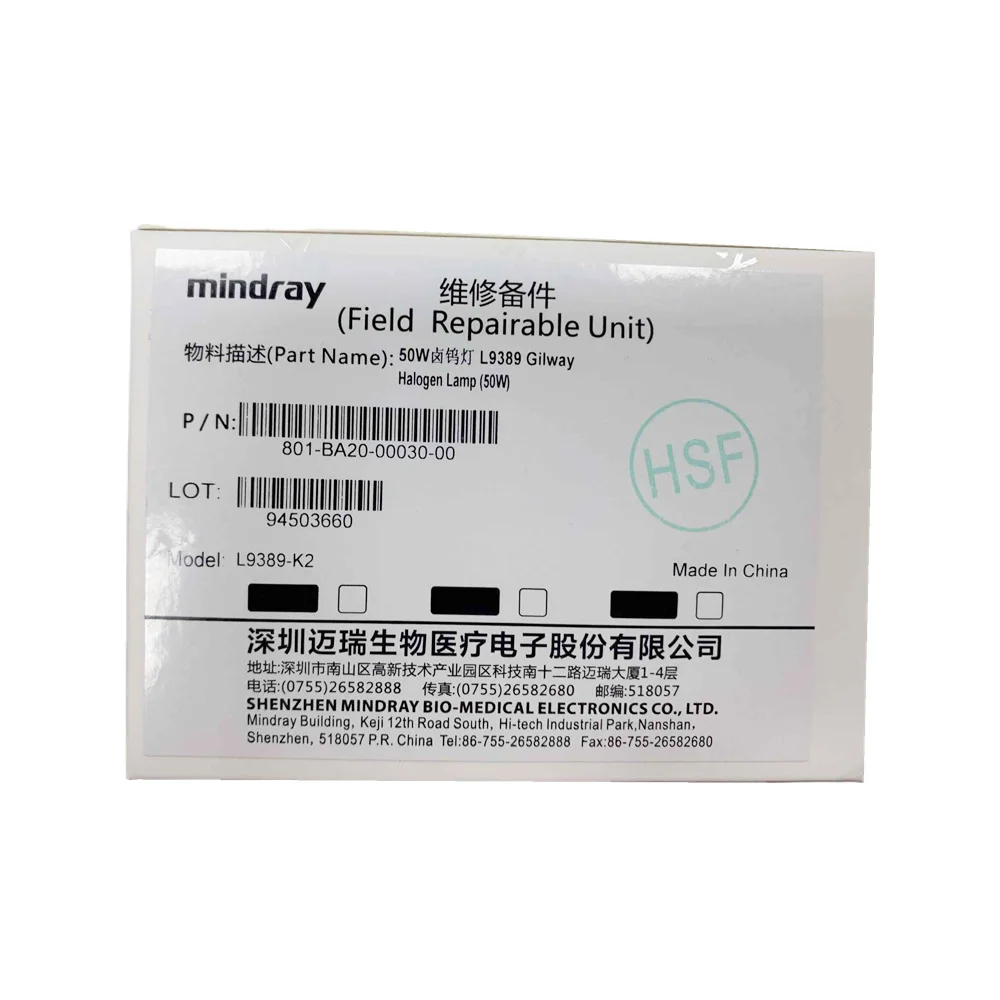 mindray
维修备件
(Field Repairable Unit)
物料描述(Part Name): 50W卤钨灯 L9389 Gilway
Halogen Lamp (50W)
P/N:
801-BA20-00030-00
HSF
LOT:
94503660
Model: L9389-K2
Made In China
深圳迈瑞生物医疗电子股份有限公司
地址:深圳市南山区高新技术产业园区科技南十二路迈瑞大厦1-4层
电话:(0755)26582888 传真:(0755)26582680 邮编:518057
SHENZHEN MINDRAY BIO-MEDICAL ELECTRONICS CO., LTD.
Mindray Building, Keji 12th Road South, Hi-tech Industrial Park,Nanshan,
Shenzhen, 518057 P.R. China Tel:86-755-26582888 Fax:86-755-26582680